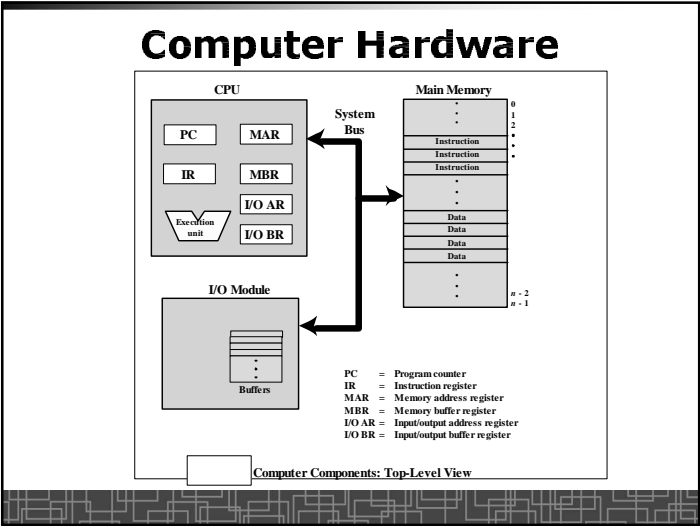 Computer Hardware
CPU
PC
MAR
IR
MBR
I/O AR
Execution
unit
I/O BR
System
Bus
Main Memory
0
1
2
Instruction
Instruction
Instruction
Data
Data
Data
Data
n - 2
n - 1
I/O Module
Buffers
PC = Program counter
IR = Instruction register
MAR = Memory address register
MBR = Memory buffer register
I/O AR = Input/output address register
I/O BR = Input/output buffer register
Computer Components: Top-Level View